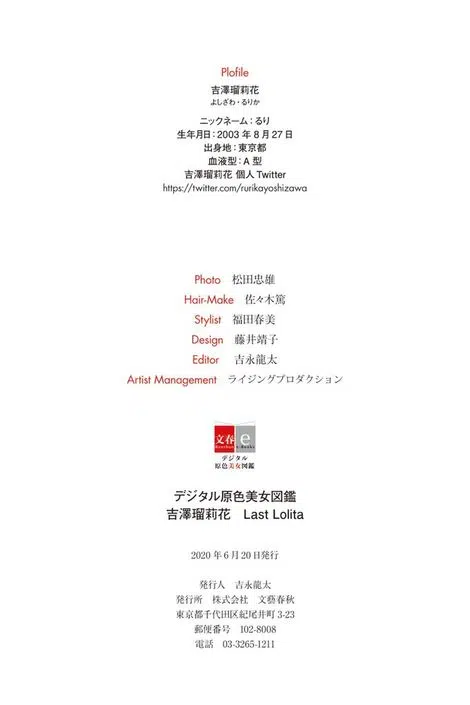 Plofile
吉澤瑠莉花
よしざわ・るりか
ニックネーム：るり
生年月日：2003 年 8 月 27 日
出身地：東京都
血液型：A 型
吉澤瑠莉花 個人 Twitter
https://twitter.com/rurikayoshizawa
Photo 松田忠雄
Hair-Make 佐々木篤
Stylist 福田春美
Design 藤井靖子
Editor 吉永龍太
Artist Management ライジングプロダクション
文春 e
Bunshun e-Books
デジタル
原色美女図鑑
デジタル原色美女図鑑
吉澤瑠莉花 Last Lolita
2020 年 6 月 20 日発行
発行人 吉永龍太
発行所 株式会社 文藝春秋
東京都千代田区紀尾井町 3-23
郵便番号 102-8008
電話 03-3265-1211